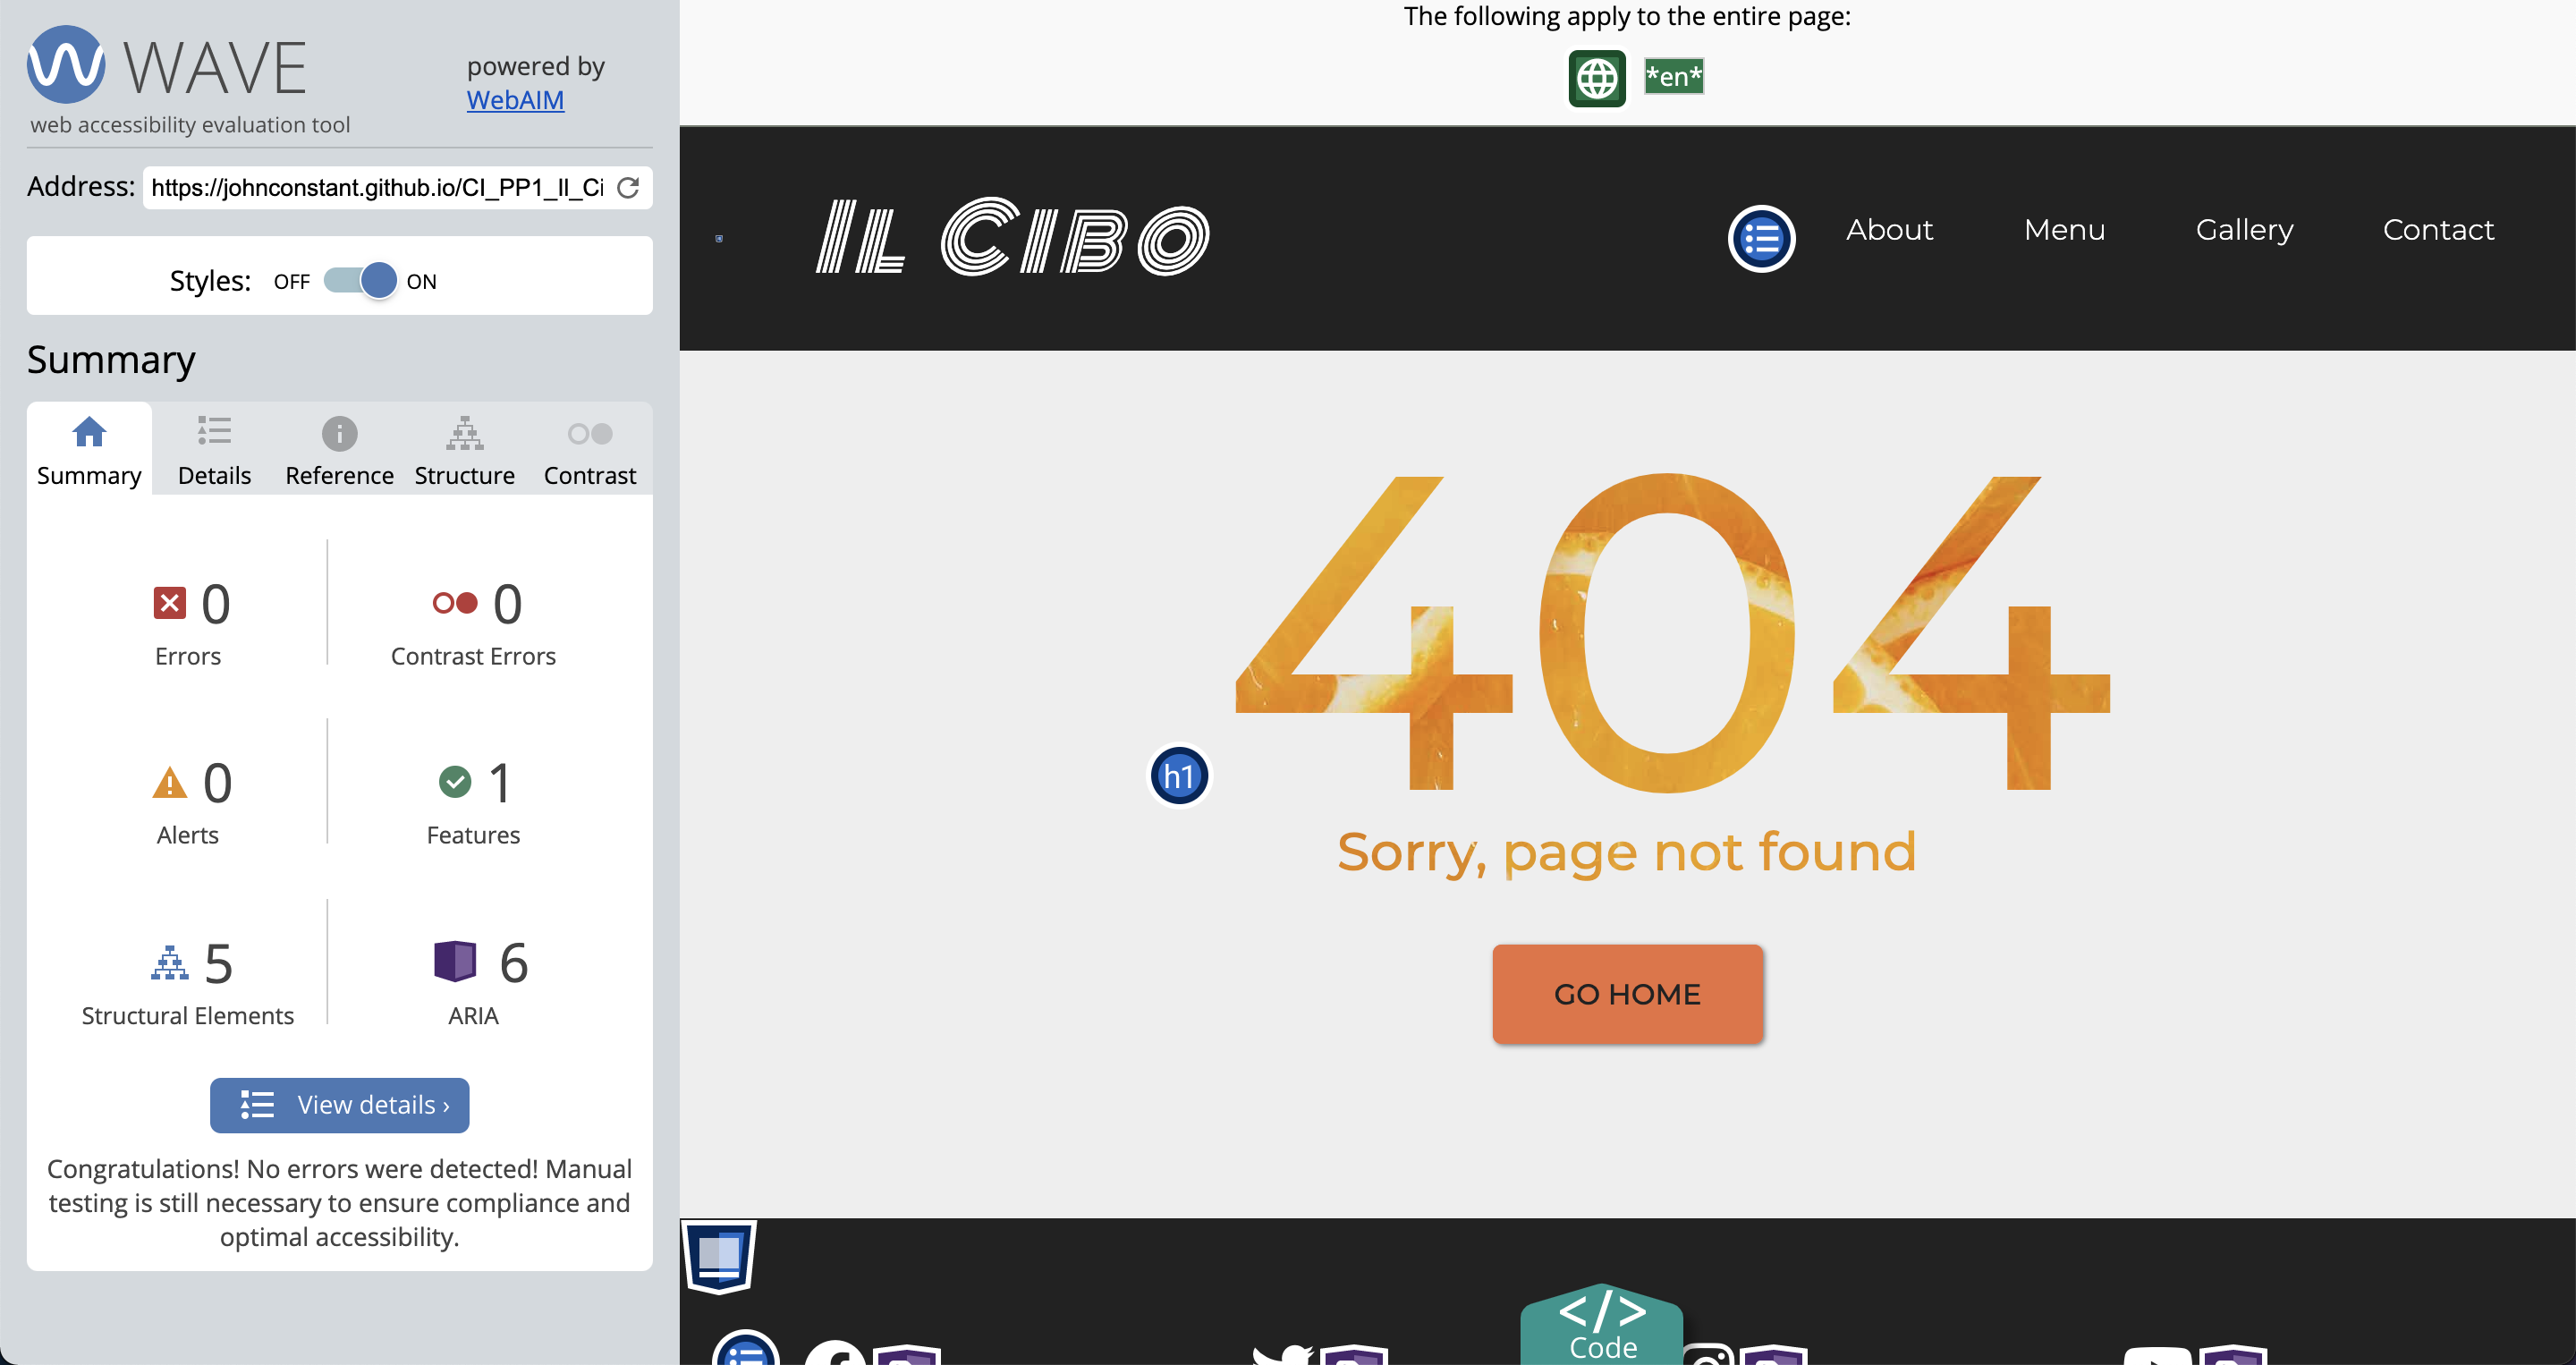 WAVE
powered by
WebAIM
web accessibility evaluation tool
Address: https://johnconstant.github.io/CI_PP1_Il_Ci
Styles: OFF ON
Summary
Summary Details Reference Structure Contrast
0 0
Errors Contrast Errors
0 1
Alerts Features
5 6
Structural Elements ARIA
View details ›
Congratulations! No errors were detected! Manual
testing is still necessary to ensure compliance and
optimal accessibility.
The following apply to the entire page:
*en*
Il Cibo
About Menu Gallery Contact
404
h1
Sorry, page not found
GO HOME
</>
Code